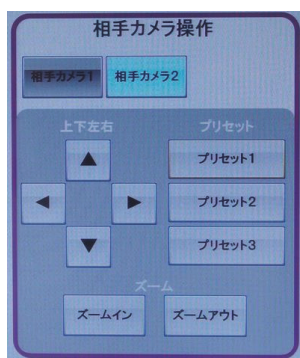 相手カメラ操作
相手カメラ1 相手カメラ2
上下左右 プリセット
プリセット1
プリセット2
プリセット3
ズーム
ズームイン ズームアウト